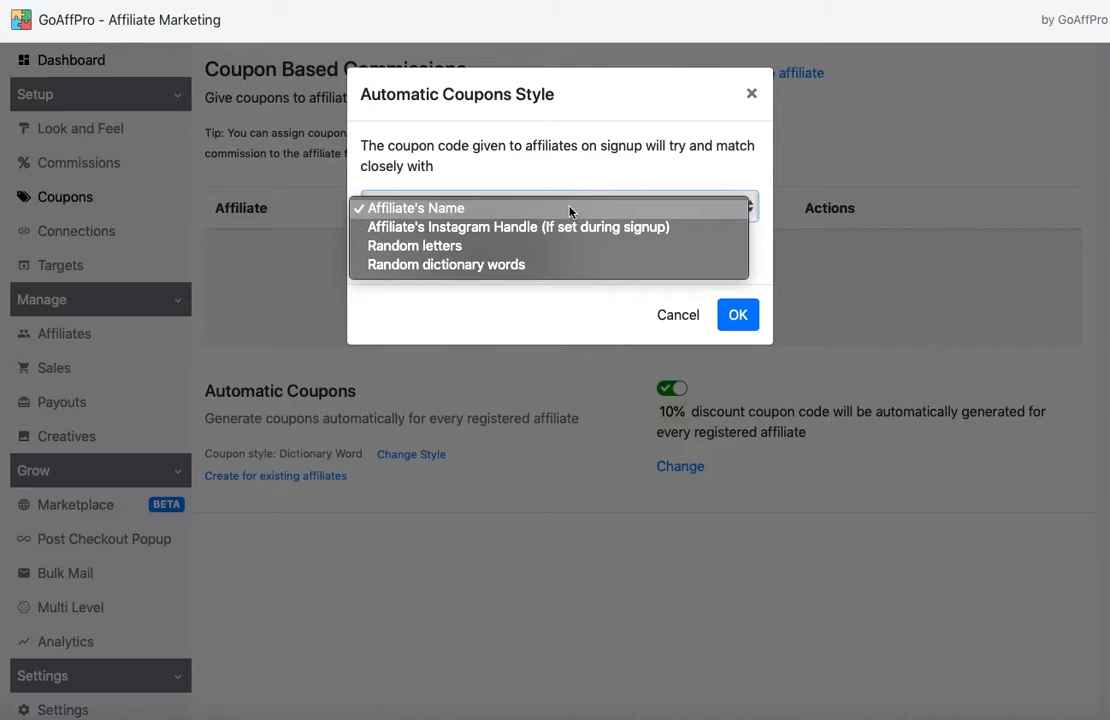 GoAffPro - Affiliate Marketing
by GoAffPro
Dashboard
Setup
Look and Feel
Commissions
Coupons
Connections
Targets
Manage
Affiliates
Sales
Payouts
Creatives
Grow
Marketplace BETA
Post Checkout Popup
Bulk Mail
Multi Level
Analytics
Settings
Settings
Coupon Based Commissions
Give coupons to affiliat
Tip: You can assign coupon
commission to the affiliate f
affiliate
Affiliate
Actions
Automatic Coupons Style
×
The coupon code given to affiliates on signup will try and match
closely with
✓ Affiliate's Name
Affiliate's Instagram Handle (If set during signup)
Random letters
Random dictionary words
Cancel
OK
Automatic Coupons
Generate coupons automatically for every registered affiliate
Coupon style: Dictionary Word Change Style
Create for existing affiliates
10% discount coupon code will be automatically generated for
every registered affiliate
Change